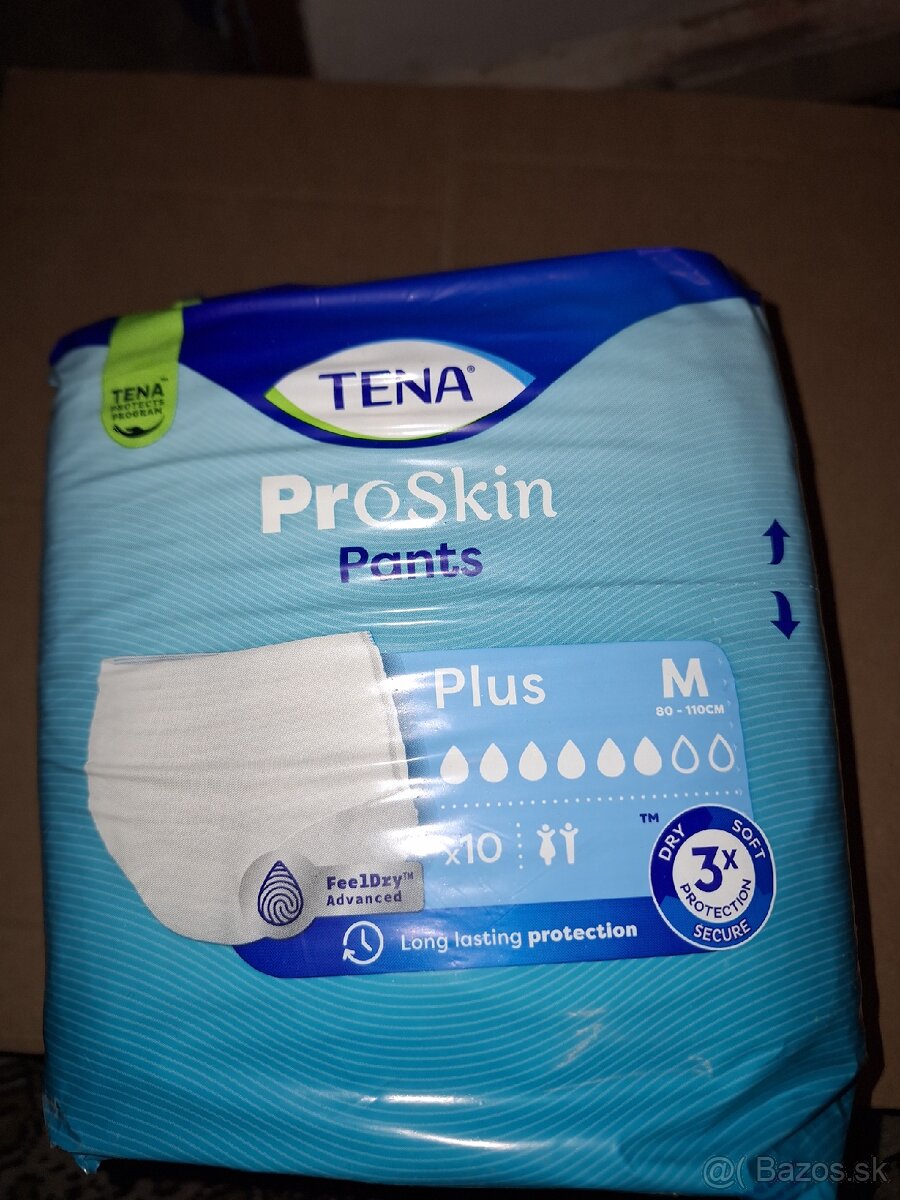 TENA®
TENA™
PROTECTS
PROGRAM
ProSkin
Pants
Plus
M
80 - 110CM
x10
™
DRY
SOFT
3x
PROTECTION
SECURE
FeelDry™
Advanced
Long lasting protection
@( Bazos.sk